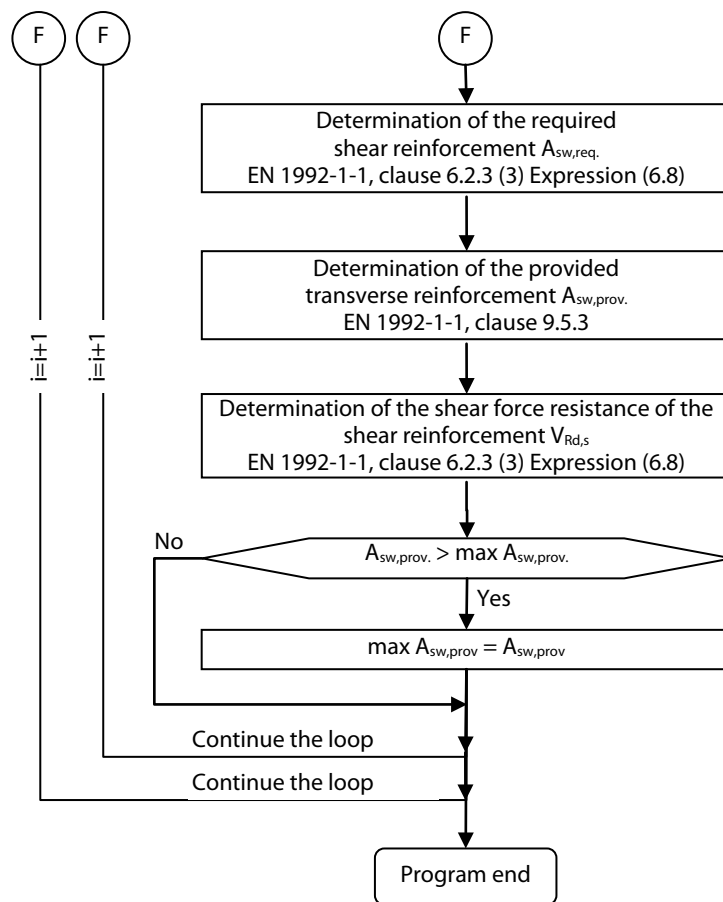 F
F
F
Determination of the required
shear reinforcement Asw,req.
EN 1992-1-1, clause 6.2.3 (3) Expression (6.8)
Determination of the provided
transverse reinforcement Asw,prov.
EN 1992-1-1, clause 9.5.3
i=i+1
i=i+1
Determination of the shear force resistance of the
shear reinforcement VRd,s
EN 1992-1-1, clause 6.2.3 (3) Expression (6.8)
No
Asw,prov. > max Asw,prov.
Yes
max Asw,prov = Asw,prov
Continue the loop
Continue the loop
Program end